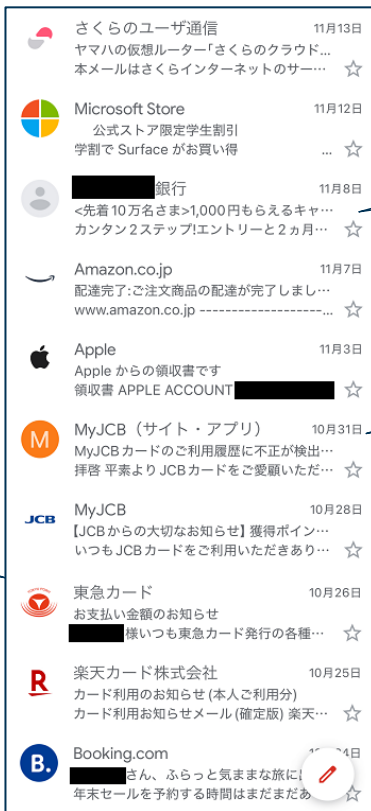 さくらのユーザ通信 11月13日
ヤマハの仮想ルーター「さくらのクラウド…
本メールはさくらインターネットのサー…
Microsoft Store 11月12日
公式ストア限定学生割引
学割で Surface がお買い得 ...
銀行 11月8日
<先着10万名さま>1,000円もらえるキャ…
カンタン2ステップ!エントリーと2ヵ月…
Amazon.co.jp 11月7日
配達完了:ご注文商品の配達が完了しまし…
www.amazon.co.jp -------------------...
Apple 11月3日
Apple からの領収書です
領収書 APPLE ACCOUNT
M
MyJCB（サイト・アプリ） 10月31日
MyJCBカードのご利用履歴に不正が検出…
拝啓 平素よりJCBカードをご愛顧いただ…
JCB
MyJCB 10月28日
【JCBからの大切なお知らせ】獲得ポイン…
いつもJCBカードをご利用いただきあり…
東急カード 10月26日
お支払い金額のお知らせ
様いつも東急カード発行の各種…
R
楽天カード株式会社 10月25日
カード利用のお知らせ(本人ご利用分)
カード利用お知らせメール(確定版) 楽天…
B.
Booking.com
さん、ふらっと気ままな旅に
年末セールを予約する時間はまだまだあ